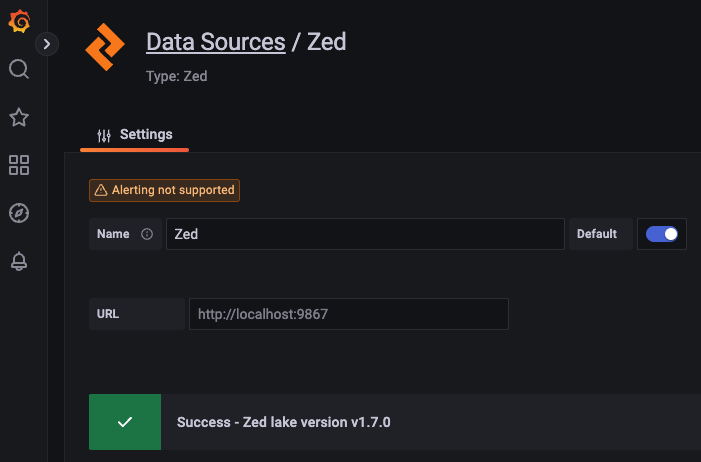 Data Sources / Zed
Type: Zed
Settings
Alerting not supported
Name
Zed
Default
URL
http://localhost:9867
Success - Zed lake version v1.7.0